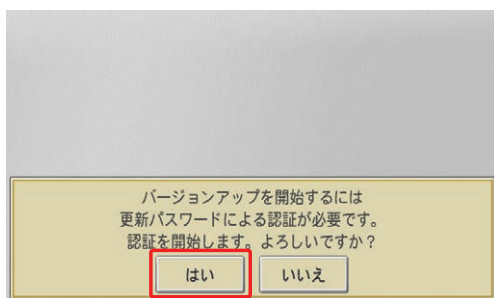 バージョンアップを開始するには
更新パスワードによる認証が必要です。
認証を開始します。よろしいですか？
はい
いいえ